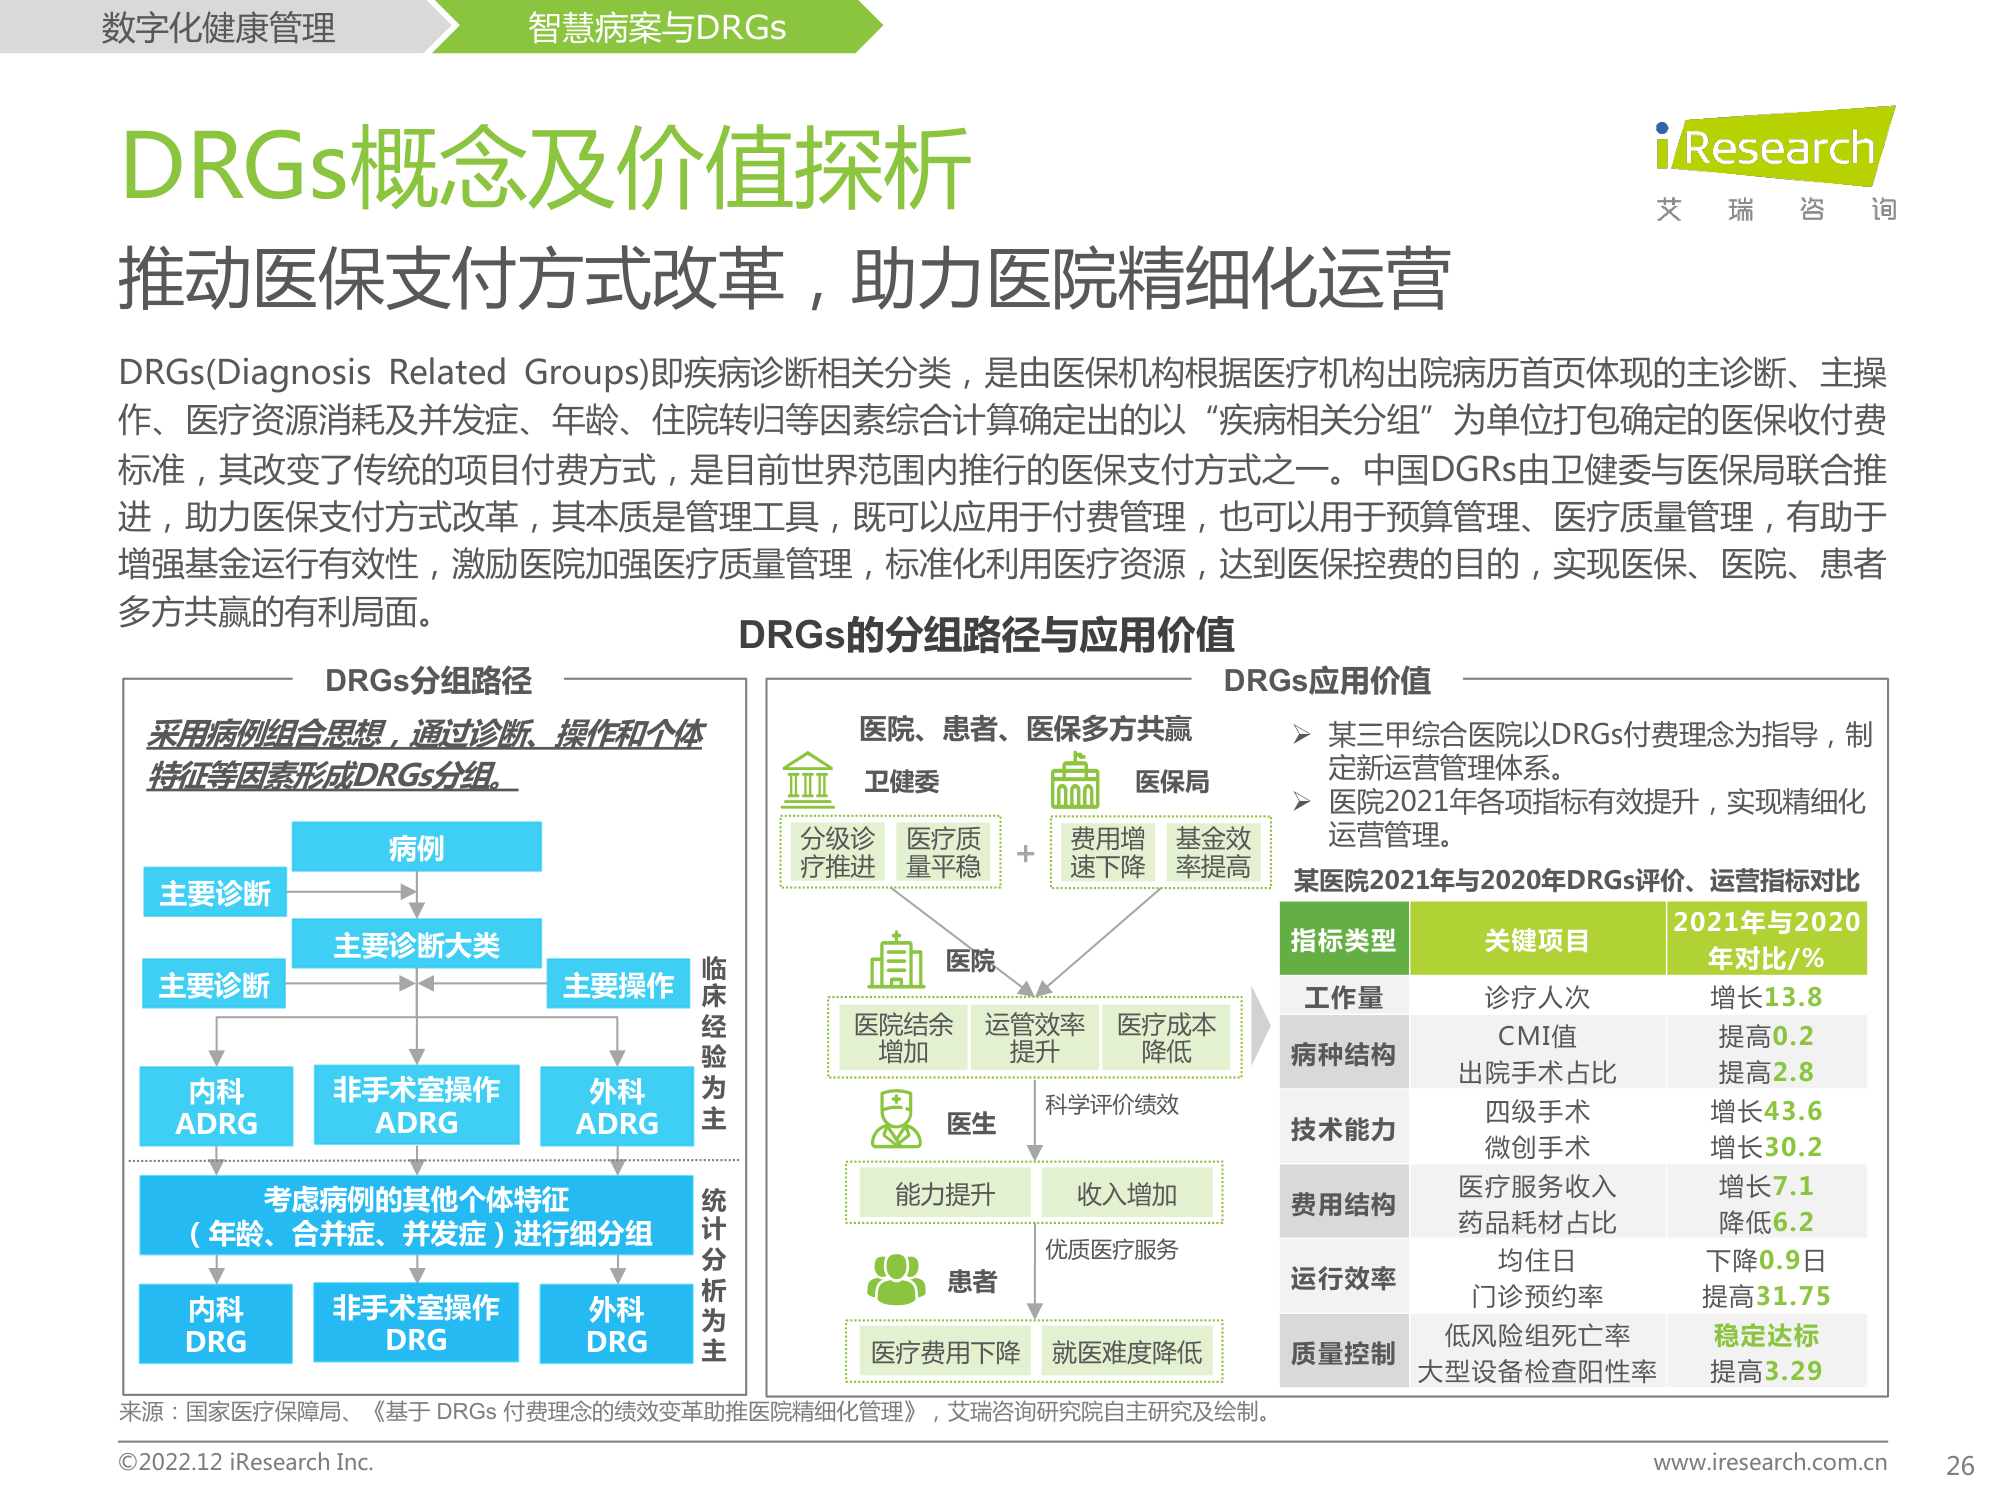 数字化健康管理
智慧病案与DRGs
DRGs概念及价值探析
iResearch
艾瑞咨询
推动医保支付方式改革，助力医院精细化运营
DRGs(Diagnosis Related Groups)即疾病诊断相关分类，是由医保机构根据医疗机构出院病历首页体现的主诊断、主操
作、医疗资源消耗及并发症、年龄、住院转归等因素综合计算确定出的以“疾病相关分组”为单位打包确定的医保收付费
标准，其改变了传统的项目付费方式，是目前世界范围内推行的医保支付方式之一。中国DGRs由卫健委与医保局联合推
进，助力医保支付方式改革，其本质是管理工具，既可以应用于付费管理，也可以用于预算管理、医疗质量管理，有助于
增强基金运行有效性，激励医院加强医疗质量管理，标准化利用医疗资源，达到医保控费的目的，实现医保、医院、患者
多方共赢的有利局面。
DRGs的分组路径与应用价值
DRGs分组路径
采用病例组合思想，通过诊断、操作和个体
特征等因素形成DRGs分组。
病例
主要诊断
主要诊断大类
主要诊断
主要操作
内科
ADRG
非手术室操作
ADRG
外科
ADRG
临床经验为主
考虑病例的其他个体特征
（年龄、合并症、并发症）进行细分组
内科
DRG
非手术室操作
DRG
外科
DRG
统计分析为主
DRGs应用价值
医院、患者、医保多方共赢
卫健委
医保局
分级诊
疗推进
医疗质
量平稳
+
费用增
速下降
基金效
率提高
医院
医院结余
增加
运管效率
提升
医疗成本
降低
科学评价绩效
医生
能力提升
收入增加
优质医疗服务
患者
医疗费用下降
就医难度降低
➢ 某三甲综合医院以DRGs付费理念为指导，制
定新运营管理体系。
➢ 医院2021年各项指标有效提升，实现精细化
运营管理。
某医院2021年与2020年DRGs评价、运营指标对比
指标类型 关键项目 2021年与2020
年对比/%
工作量 诊疗人次 增长13.8
病种结构 CMI值 提高0.2
出院手术占比 提高2.8
技术能力 四级手术 增长43.6
微创手术 增长30.2
费用结构 医疗服务收入 增长7.1
药品耗材占比 降低6.2
运行效率 均住日 下降0.9日
门诊预约率 提高31.75
质量控制 低风险组死亡率 稳定达标
大型设备检查阳性率 提高3.29
来源：国家医疗保障局、《基于 DRGs 付费理念的绩效变革助推医院精细化管理》，艾瑞咨询研究院自主研究及绘制。
©2022.12 iResearch Inc.
www.iresearch.com.cn
26